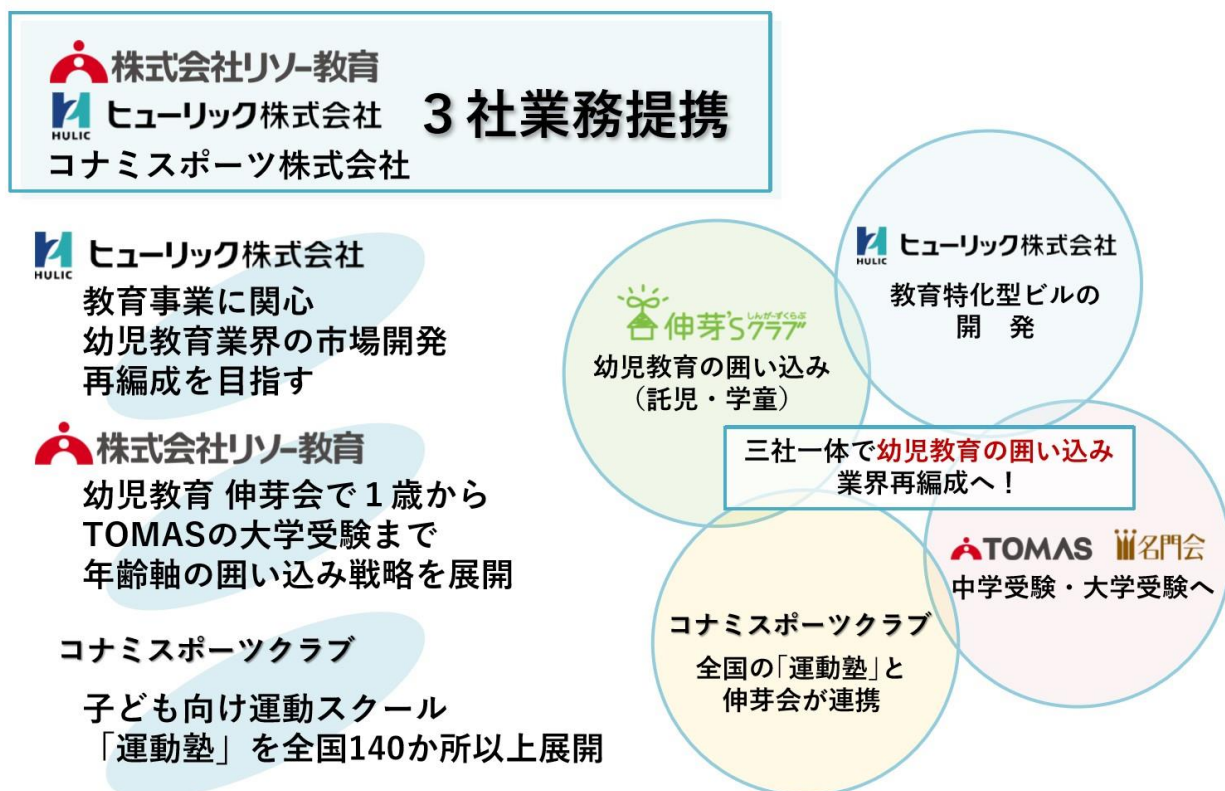 株式会社リソー教育
HULIC ヒューリック株式会社
コナミスポーツ株式会社
３社業務提携
HULIC ヒューリック株式会社
教育事業に関心
幼児教育業界の市場開発
再編成を目指す
株式会社リソー教育
幼児教育 伸芽会で１歳から
TOMASの大学受験まで
年齢軸の囲い込み戦略を展開
コナミスポーツクラブ
子ども向け運動スクール
「運動塾」を全国140か所以上展開
しんが〜ずくらぶ
伸芽'Sクラブ
幼児教育の囲い込み
（託児・学童）
HULIC ヒューリック株式会社
教育特化型ビルの
開　発
三社一体で幼児教育の囲い込み
業界再編成へ！
TOMAS 名門会
中学受験・大学受験へ
コナミスポーツクラブ
全国の「運動塾」と
伸芽会が連携